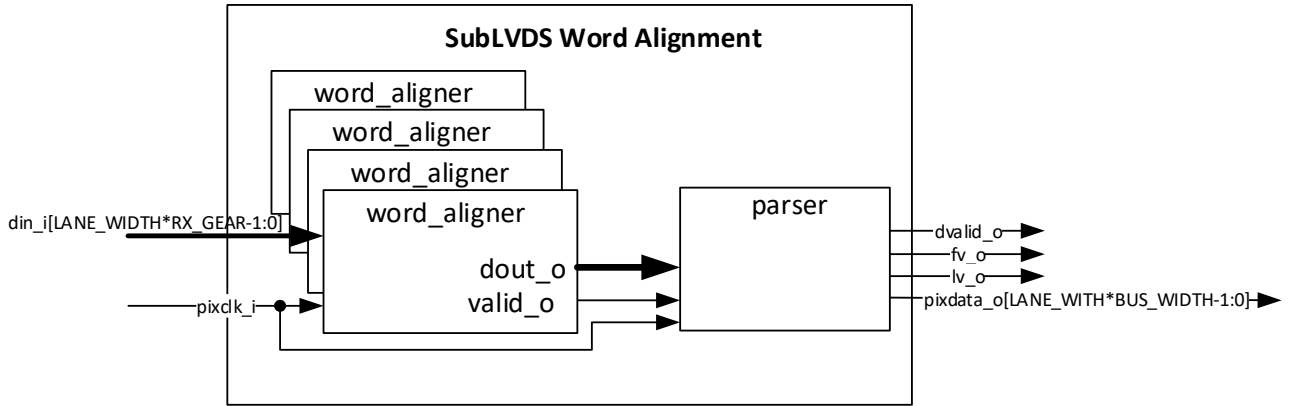 SubLVDS Word Alignment
word_aligner
word_aligner
word_aligner
word_aligner
parser
din_i[LANE_WIDTH*RX_GEAR-1:0]
dout_o
valid_o
pixclk_i
dvalid_o
fv_o
lv_o
pixdata_o[LANE_WITH*BUS_WIDTH-1:0]